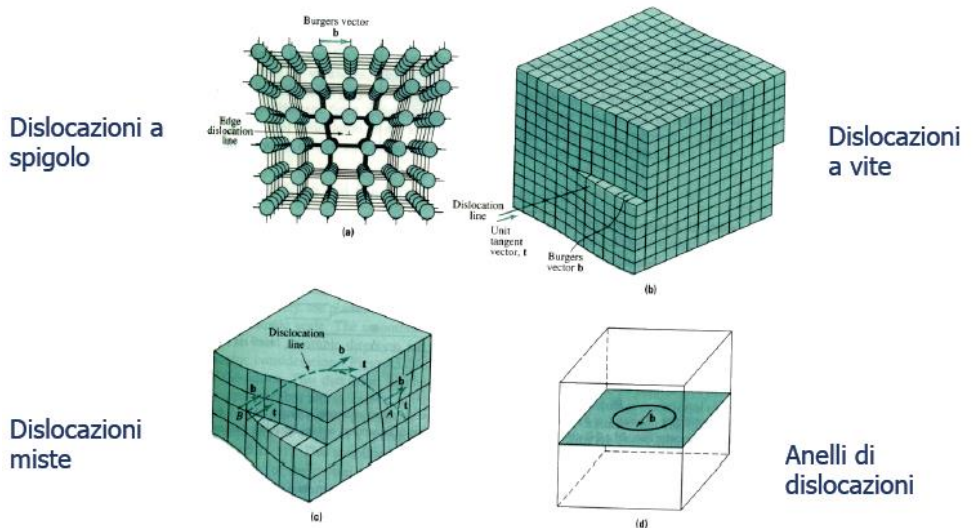 Burgers vector
b
Edge
dislocation
line
(a)
Dislocazioni a
spigolo
Dislocation
line
Unit
tangent
vector, t
Burgers
vector b
(b)
Dislocazioni
a vite
Disclocation
line
b
t
b
t
B
b
A
t
(c)
Dislocazioni
miste
b
(d)
Anelli di
dislocazioni